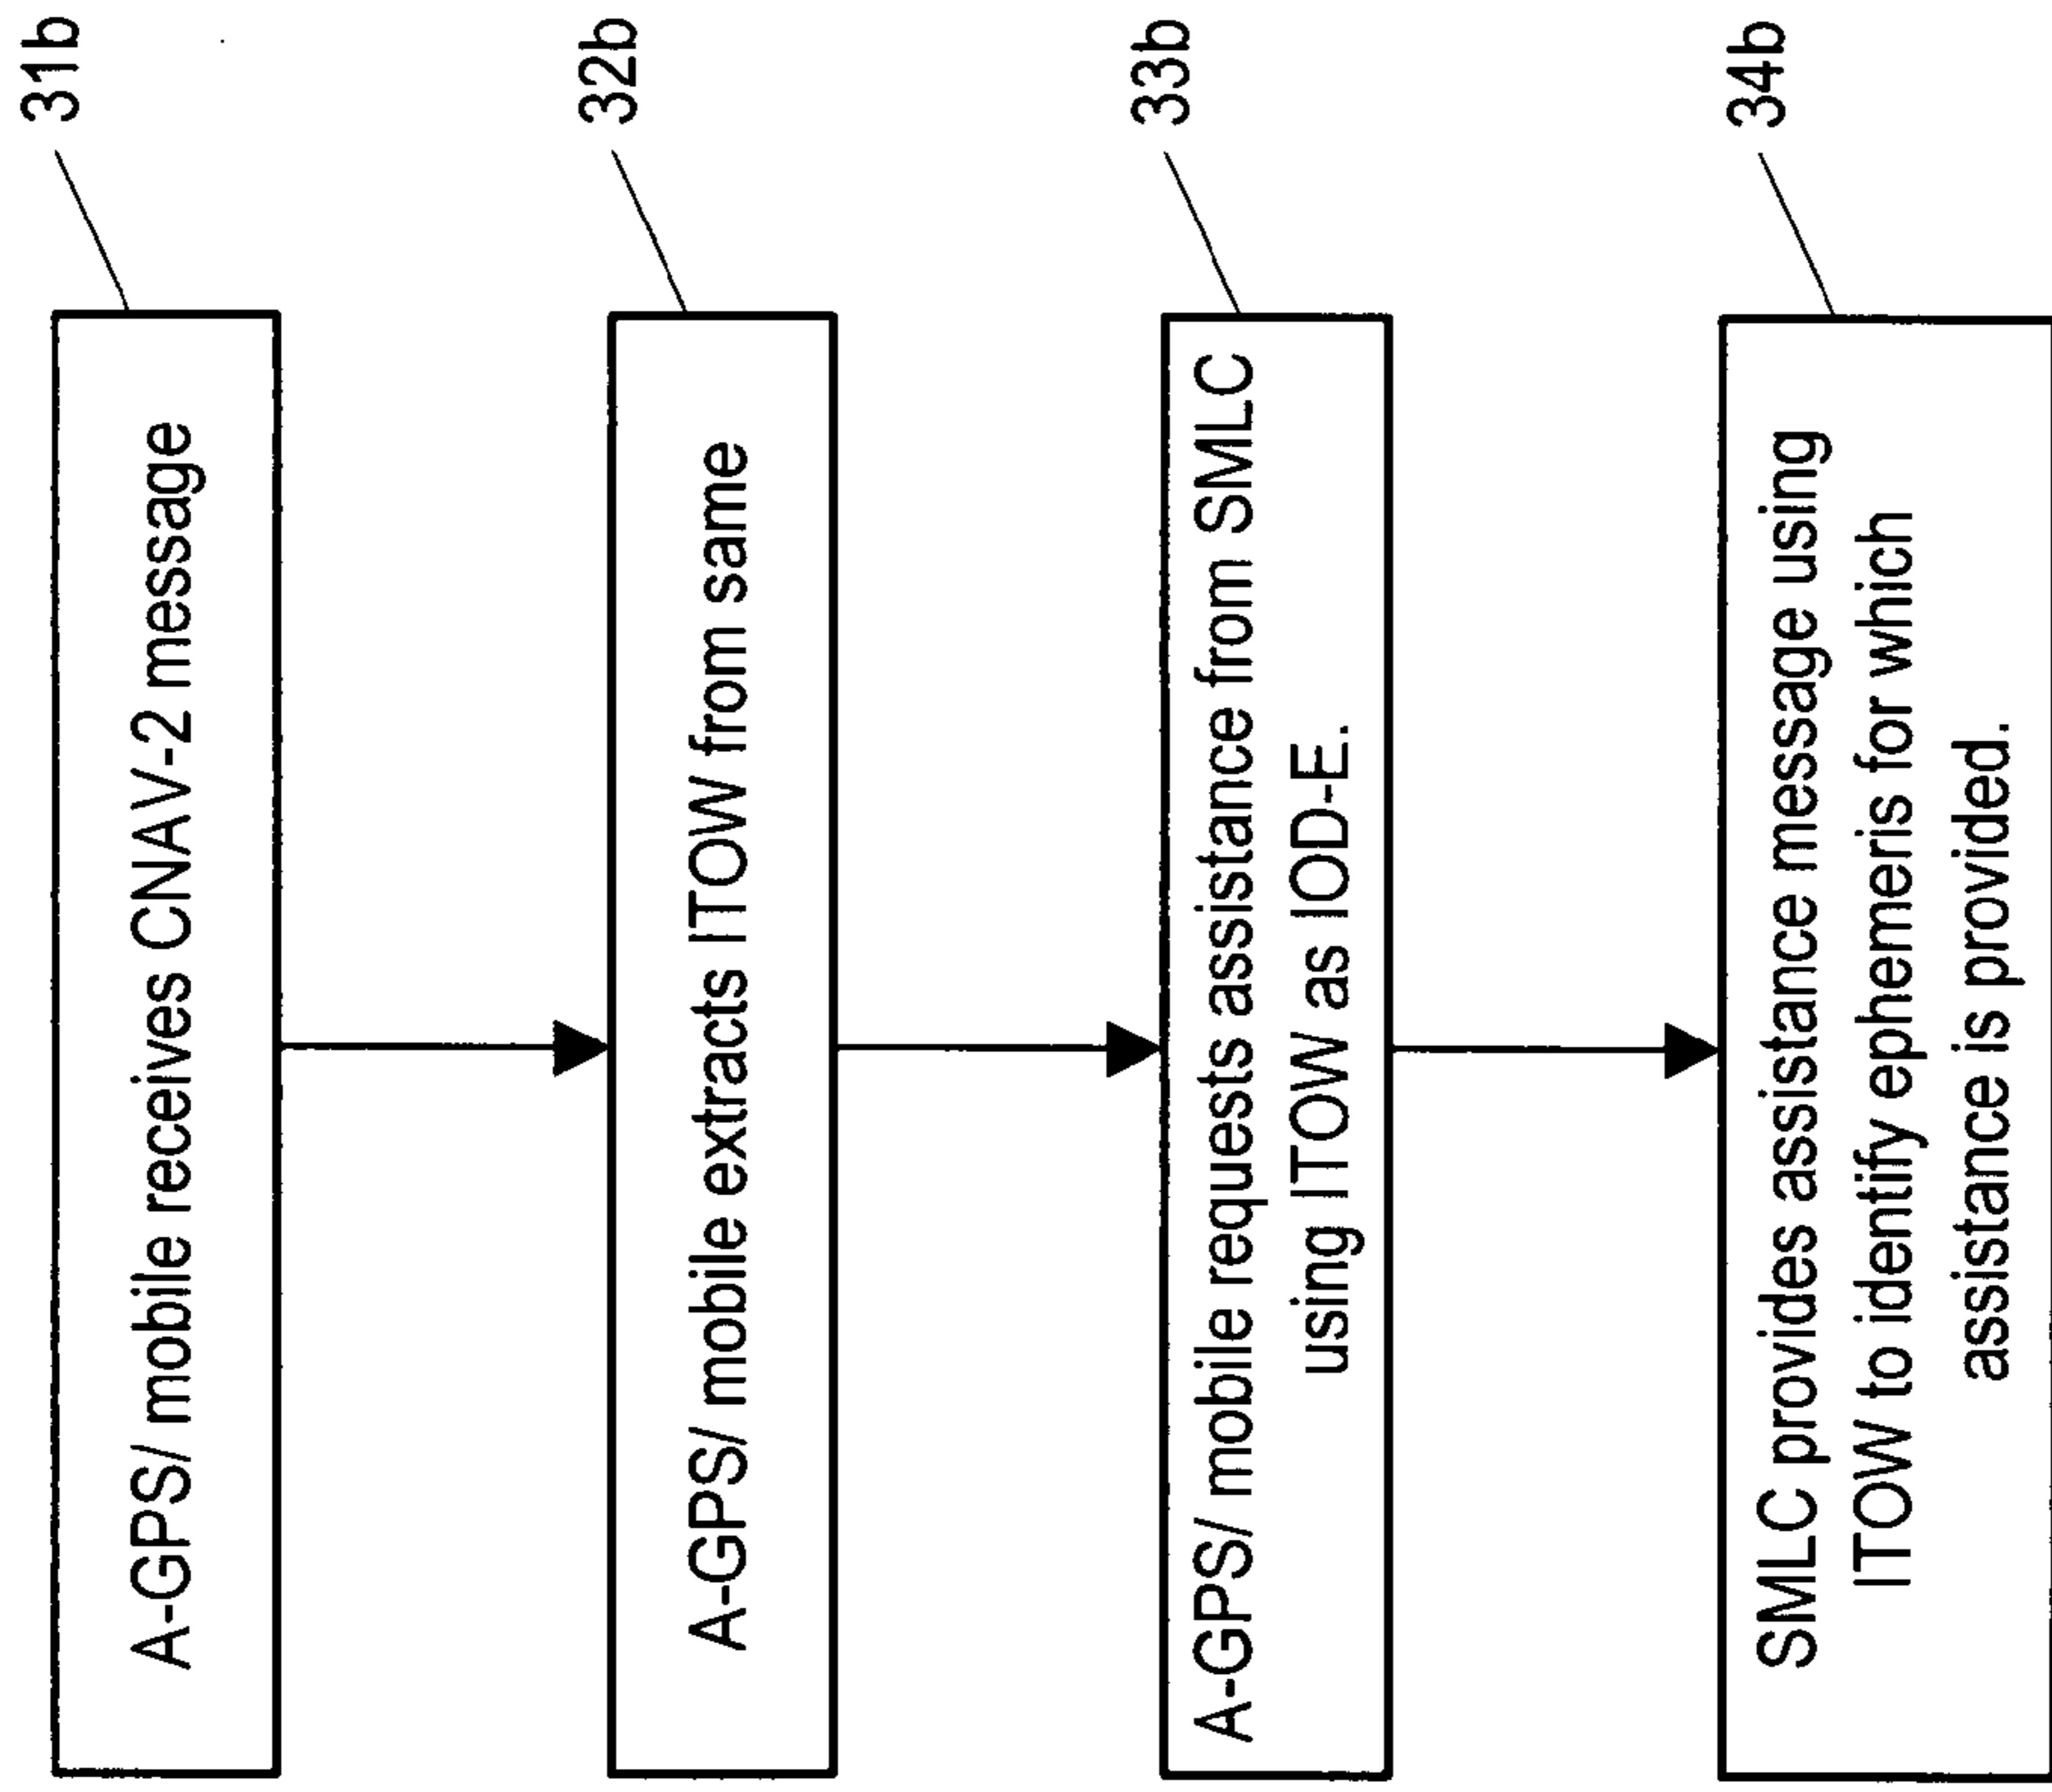 31b
A-GPS/ mobile receives CNAV-2 message
32b
A-GPS/ mobile extracts ITOW from same
33b
A-GPS/ mobile requests assistance from SMLC
using ITOW as IOD-E.
34b
SMLC provides assistance message using
ITOW to identify ephemeris for which
assistance is provided.